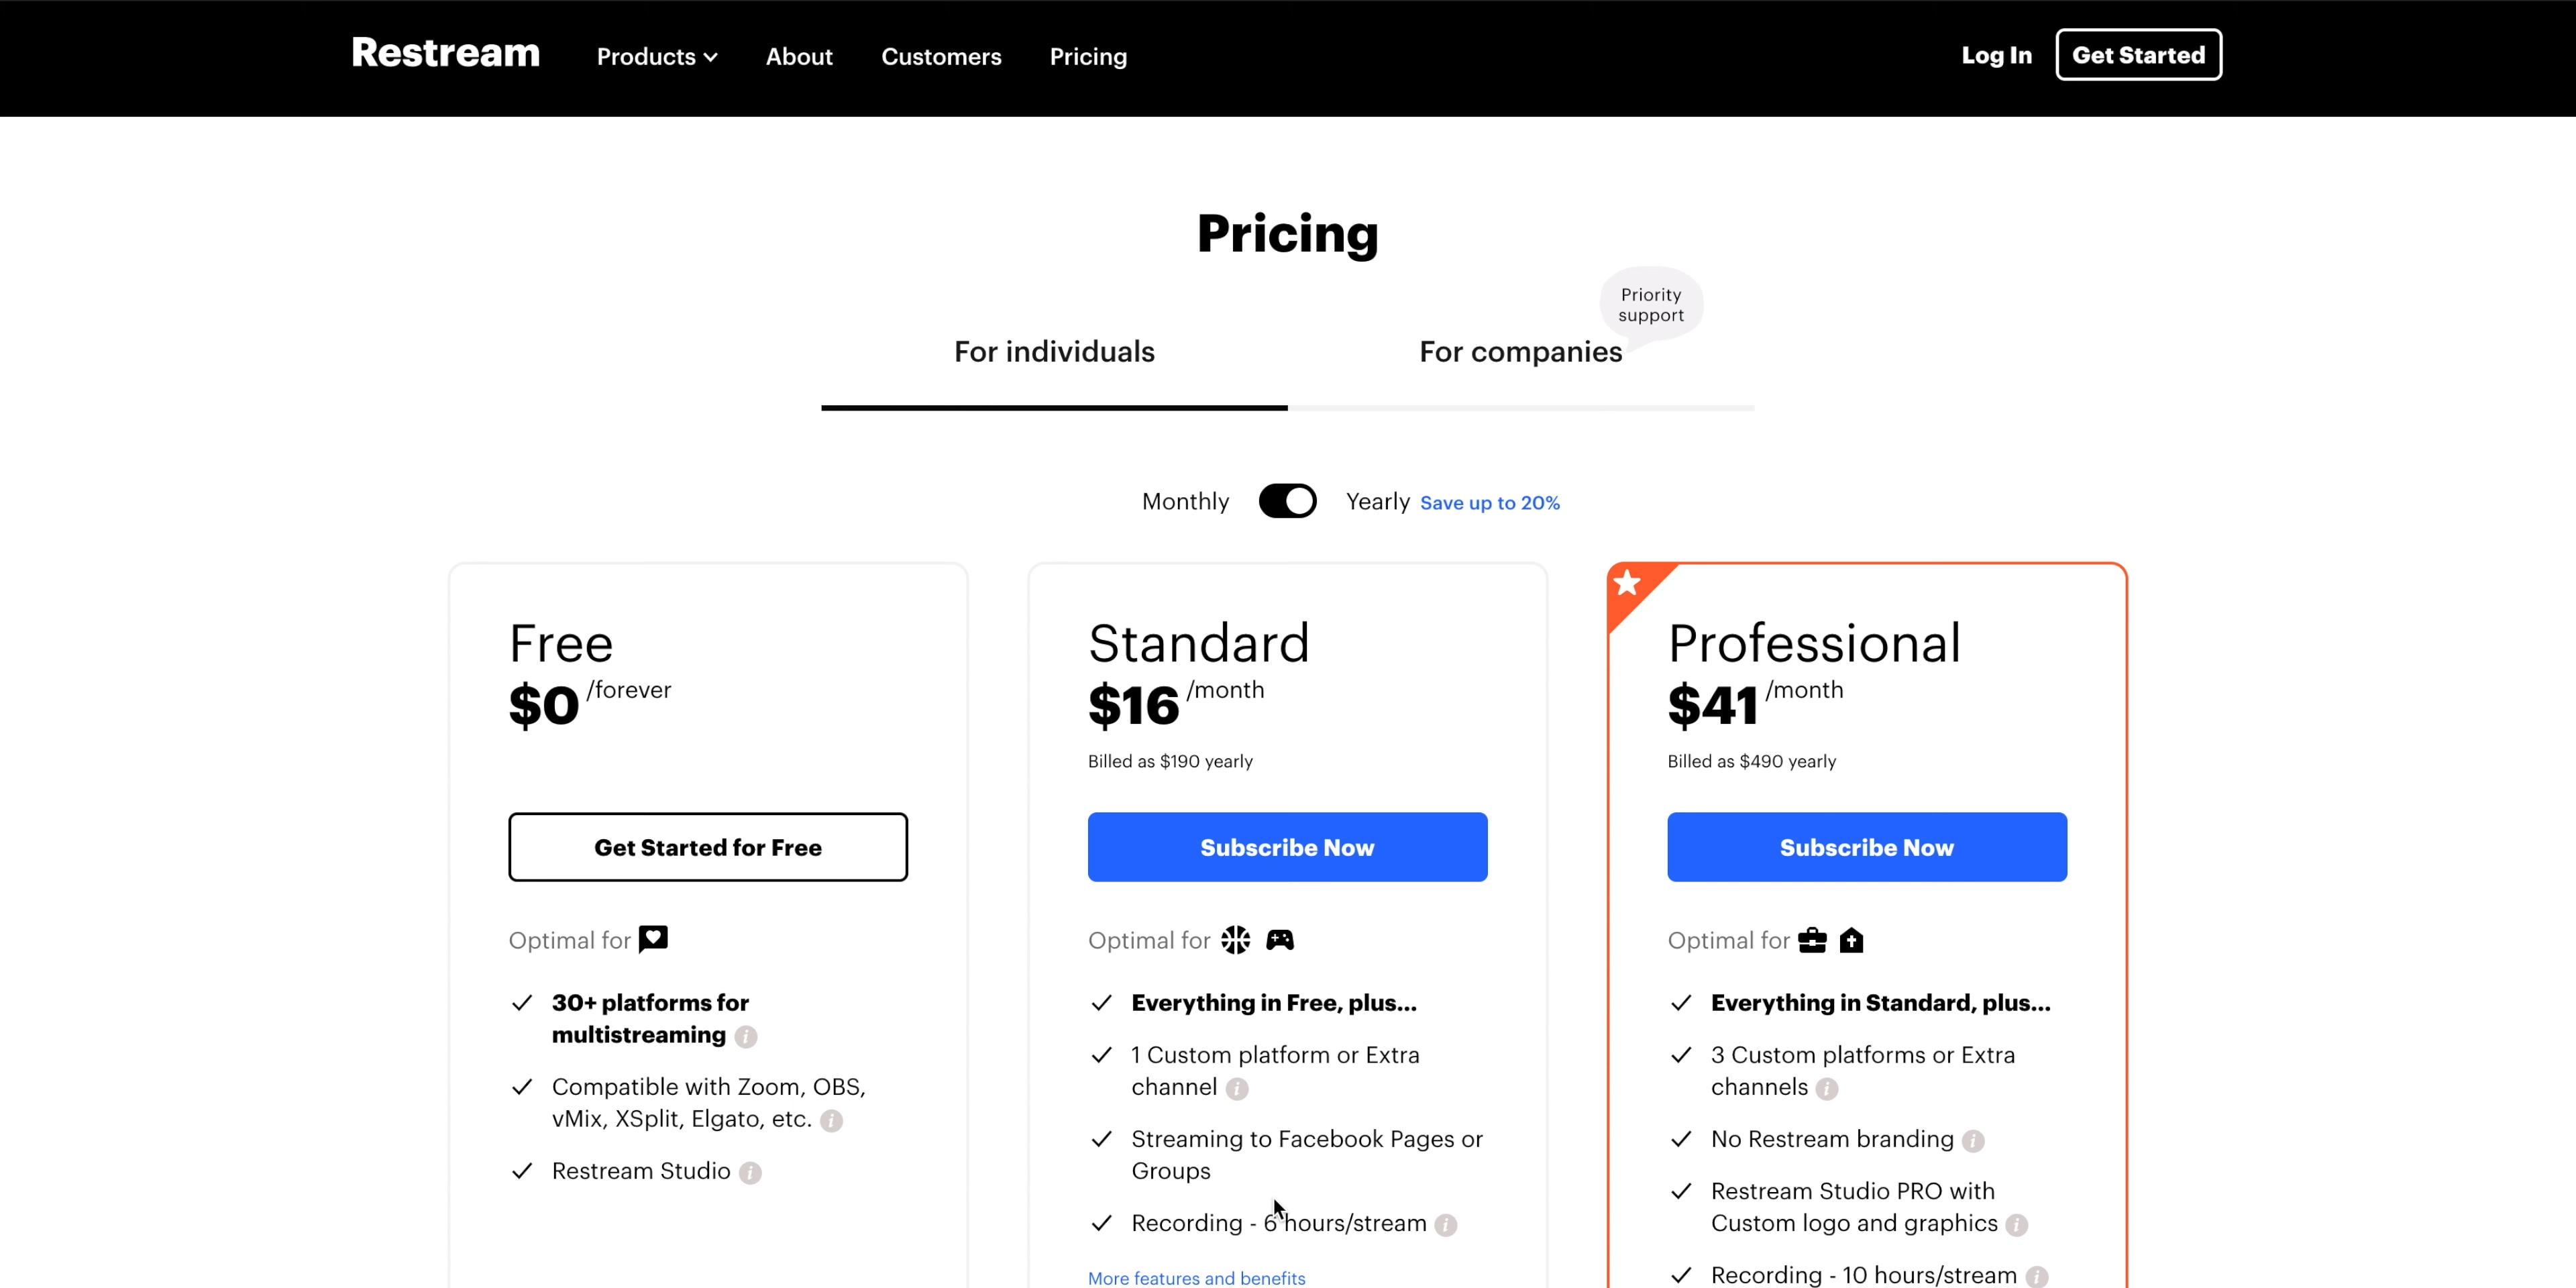 Restream Products About Customers Pricing Log In Get Started
Pricing
Priority
support
For individuals For companies
Monthly Yearly Save up to 20%
Free
$0 /forever
Get Started for Free
Optimal for
30+ platforms for
multistreaming
Compatible with Zoom, OBS,
vMix, XSplit, Elgato, etc.
Restream Studio
Standard
$16 /month
Billed as $190 yearly
Subscribe Now
Optimal for
Everything in Free, plus...
1 Custom platform or Extra
channel
Streaming to Facebook Pages or
Groups
Recording - 6 hours/stream
More features and benefits
Professional
$41 /month
Billed as $490 yearly
Subscribe Now
Optimal for
Everything in Standard, plus...
3 Custom platforms or Extra
channels
No Restream branding
Restream Studio PRO with
Custom logo and graphics
Recording - 10 hours/stream